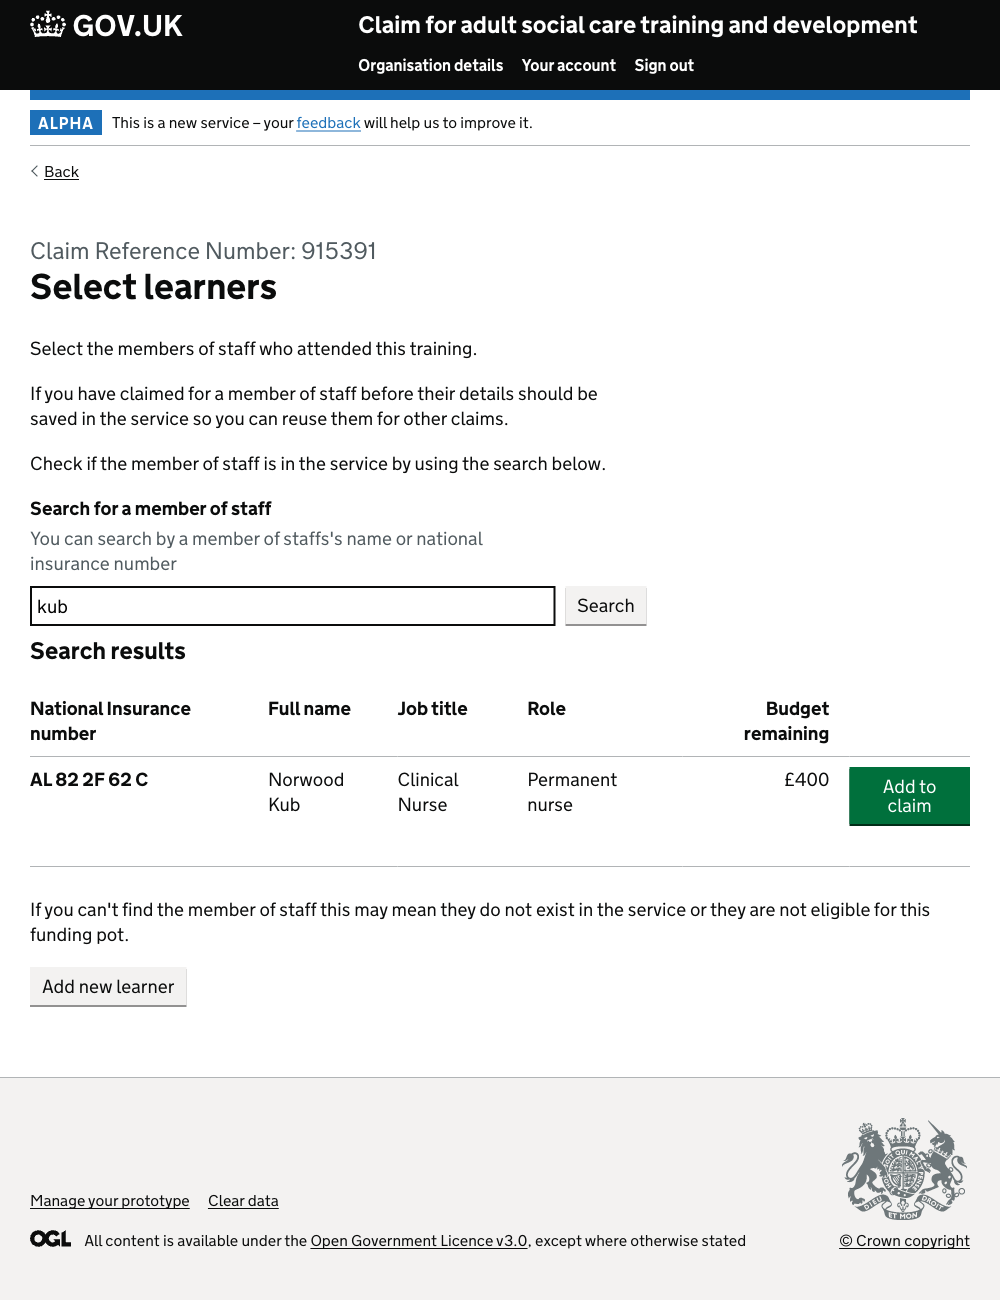 GOV.UK
Claim for adult social care training and development
Organisation details Your account Sign out
ALPHA This is a new service – your feedback will help us to improve it.
Back
Claim Reference Number: 915391
Select learners
Select the members of staff who attended this training.
If you have claimed for a member of staff before their details should be
saved in the service so you can reuse them for other claims.
Check if the member of staff is in the service by using the search below.
Search for a member of staff
You can search by a member of staffs's name or national
insurance number
kub
Search
Search results
National Insurance number Full name Job title Role Budget remaining
AL 82 2F 62 C Norwood Kub Clinical Nurse Permanent nurse £400 Add to claim
If you can't find the member of staff this may mean they do not exist in the service or they are not eligible for this
funding pot.
Add new learner
Manage your prototype Clear data
OGL All content is available under the Open Government Licence v3.0, except where otherwise stated
© Crown copyright